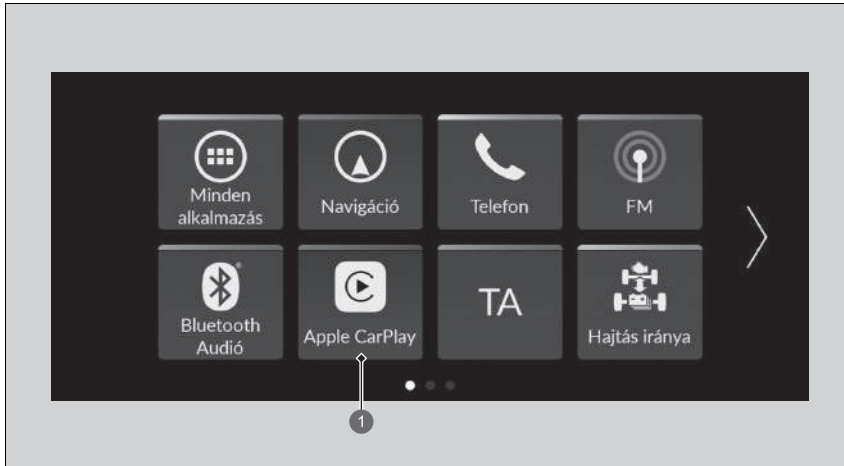 Minden
alkalmazás
Navigáció
Telefon
FM
Bluetooth®
Audió
Apple CarPlay
TA
Hajtás iránya
1